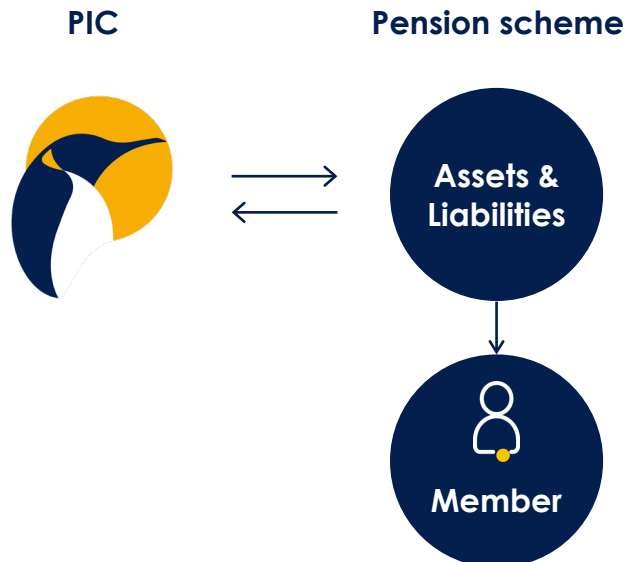 PIC
Pension scheme
Assets &
Liabilities
Member